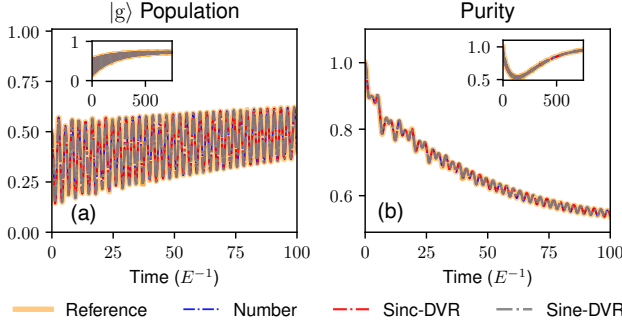 |g⟩ Population
Purity
1.00
0.75
0.50
0.25
0.00
1
0
0 500
(a)
0 25 50 75 100
Time (E⁻¹)
1.0
0.8
0.6
1.0
0.5
0 500
(b)
0 25 50 75 100
Time (E⁻¹)
Reference Number Sinc-DVR Sine-DVR